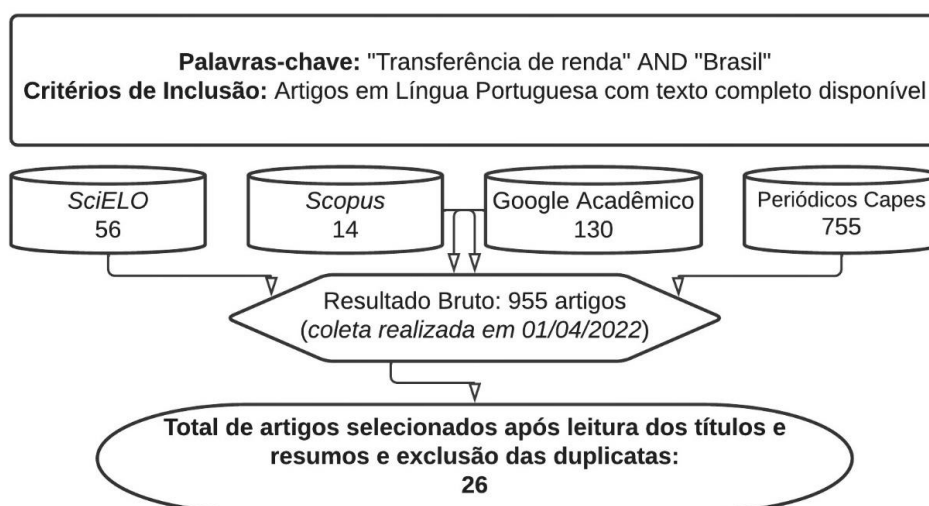 Palavras-chave: "Transferência de renda" AND "Brasil"
Critérios de Inclusão: Artigos em Língua Portuguesa com texto completo disponível
SciELO
56
Scopus
14
Google Acadêmico
130
Periódicos Capes
755
Resultado Bruto: 955 artigos
(coleta realizada em 01/04/2022)
Total de artigos selecionados após leitura dos títulos e
resumos e exclusão das duplicatas:
26